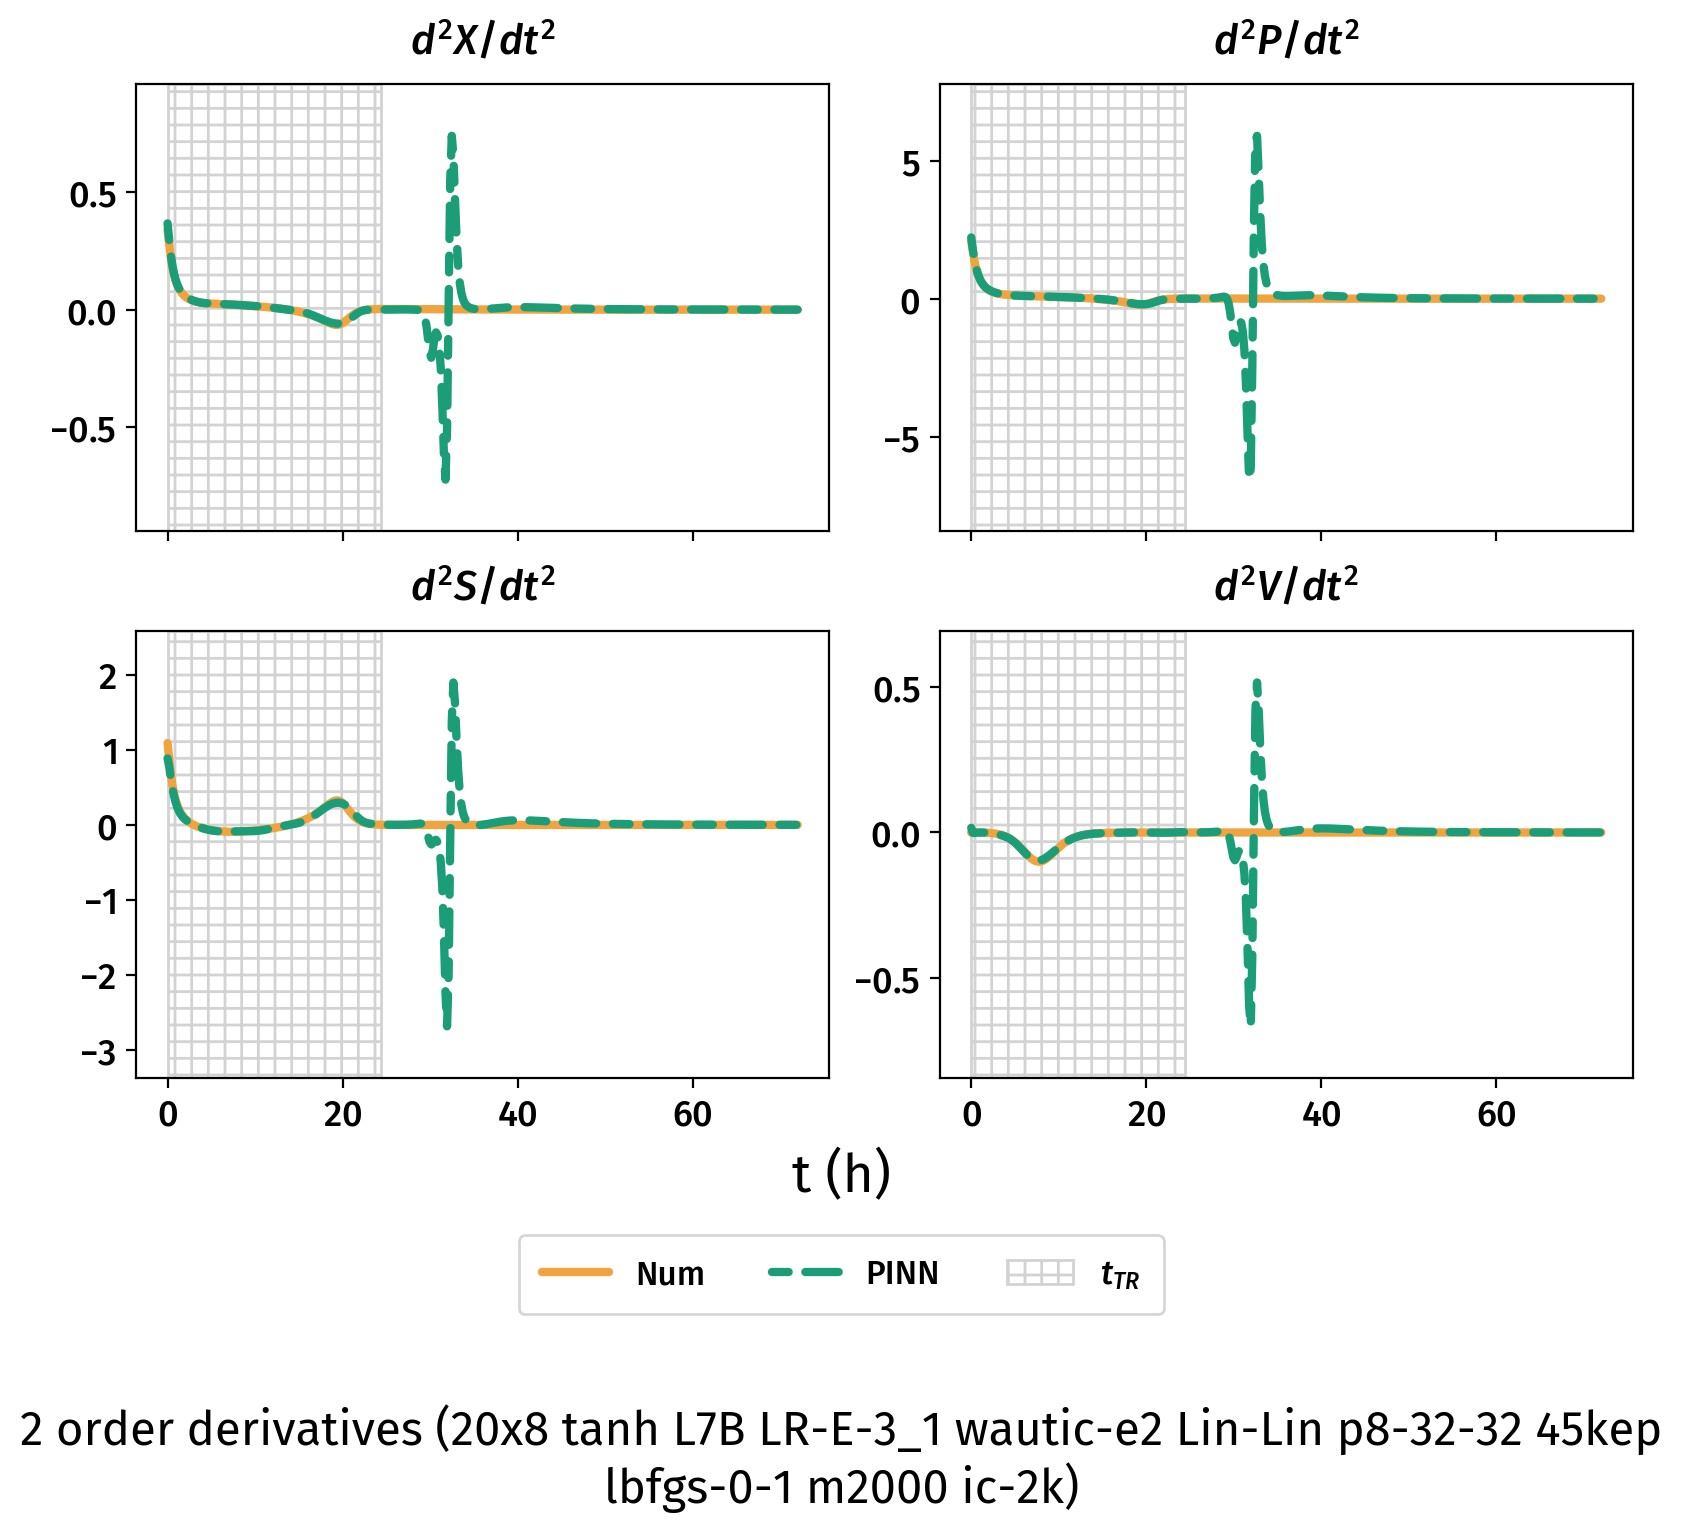 d²X/dt² d²P/dt²
0.5
0.0
−0.5
5
0
−5
d²S/dt² d²V/dt²
2
1
0
−1
−2
−3
0.5
0.0
−0.5
0 20 40 60 0 20 40 60
t (h)
Num PINN t_TR
2 order derivatives (20x8 tanh L7B LR-E-3_1 wautic-e2 Lin-Lin p8-32-32 45kep
lbfgs-0-1 m2000 ic-2k)